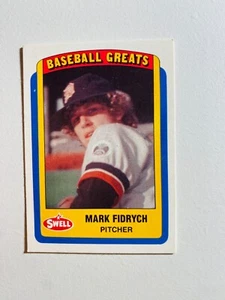 BASEBALL GREATS
SWELL
MARK FIDRYCH
PITCHER